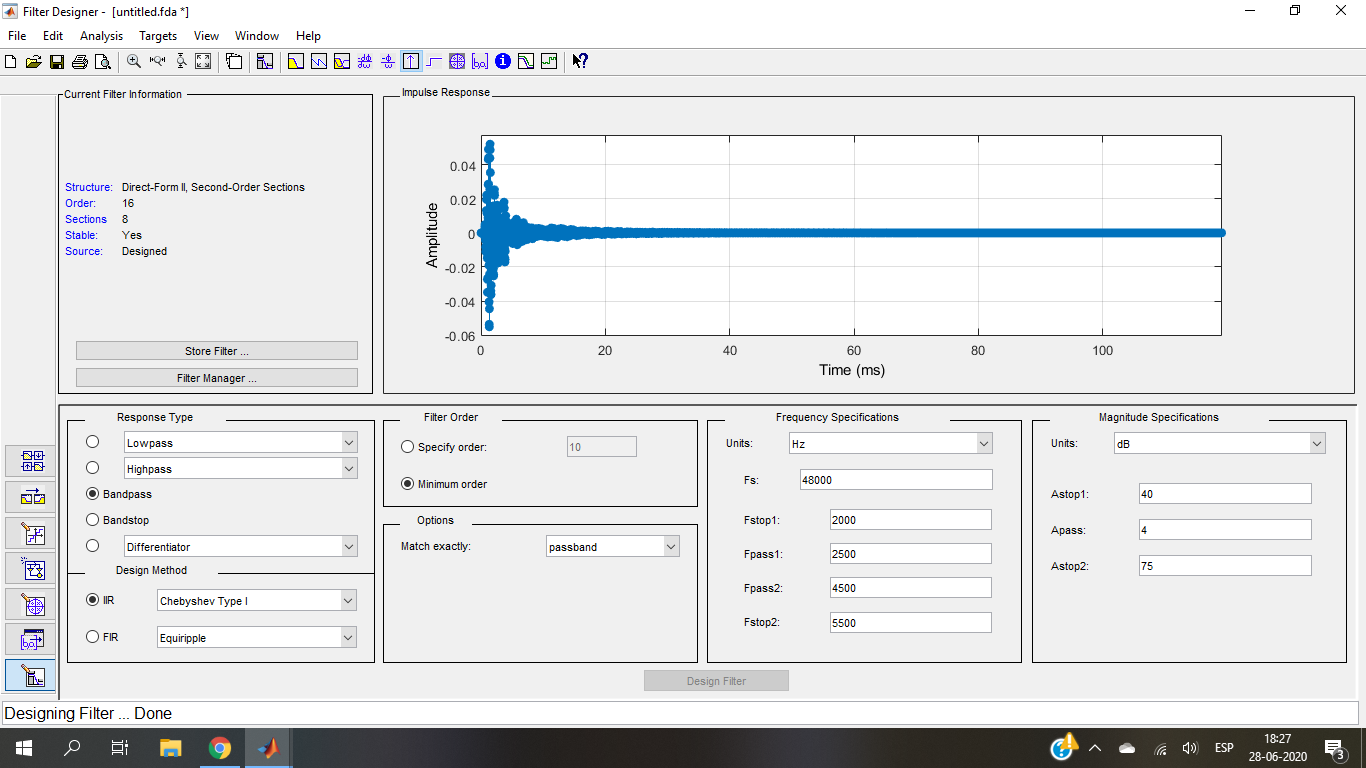 Filter Designer - [untitled.fda *]
File Edit Analysis Targets View Window Help
Current Filter Information
Structure: Direct-Form II, Second-Order Sections
Order: 16
Sections 8
Stable: Yes
Source: Designed
Store Filter ...
Filter Manager ...
Impulse Response
Amplitude
0.04
0.02
0
-0.02
-0.04
-0.06
0 20 40 60 80 100
Time (ms)
Response Type
Lowpass
Highpass
Bandpass
Bandstop
Differentiator
Design Method
IIR Chebyshev Type I
FIR Equiripple
Filter Order
Specify order: 10
Minimum order
Options
Match exactly: passband
Frequency Specifications
Units: Hz
Fs: 48000
Fstop1: 2000
Fpass1: 2500
Fpass2: 4500
Fstop2: 5500
Magnitude Specifications
Units: dB
Astop1: 40
Apass: 4
Astop2: 75
Design Filter
Designing Filter ... Done
ESP
18:27
28-06-2020
3